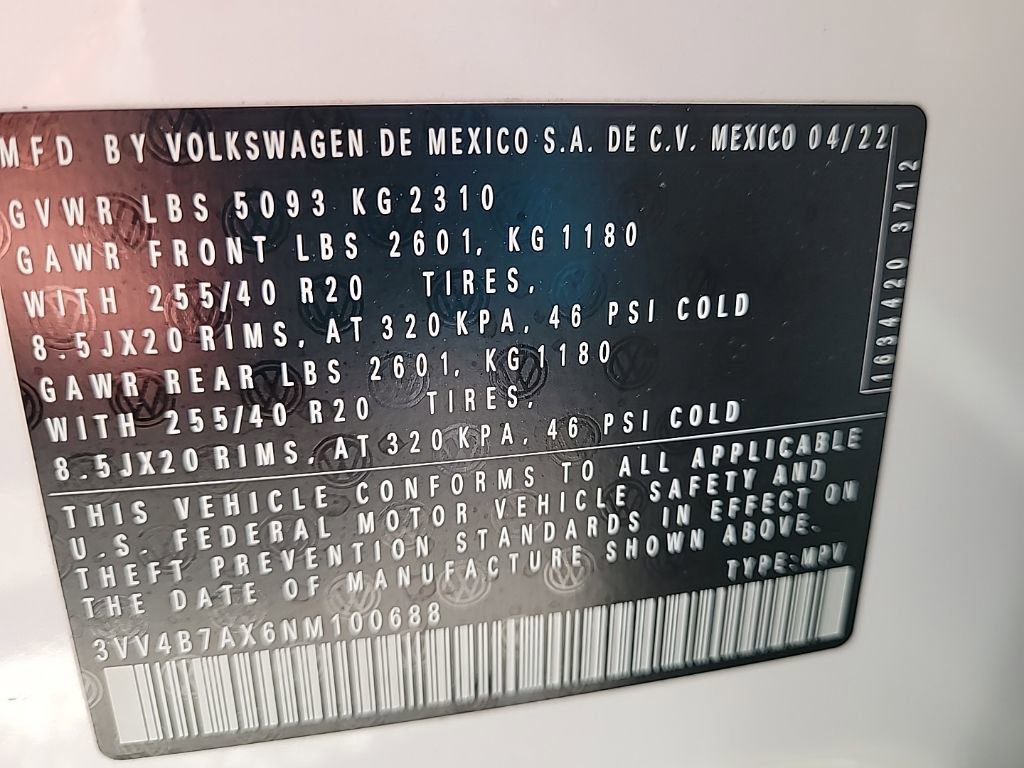 MFD BY VOLKSWAGEN DE MEXICO S.A. DE C.V. MEXICO 04/22
GVWR LBS 5093 KG 2310
GAWR FRONT LBS 2601, KG 1180
WITH 255/40 R20 TIRES,
8.5JX20 RIMS, AT 320 KPA, 46 PSI COLD
GAWR REAR LBS 2601, KG 1180
WITH 255/40 R20 TIRES,
8.5JX20 RIMS, AT 320 KPA, 46 PSI COLD
1634420 3712
THIS VEHICLE CONFORMS TO ALL APPLICABLE
U.S. FEDERAL MOTOR VEHICLE SAFETY AND
THEFT PREVENTION STANDARDS IN EFFECT ON
THE DATE OF MANUFACTURE SHOWN ABOVE.
TYPE:MPV
3VV4B7AX6NM100688